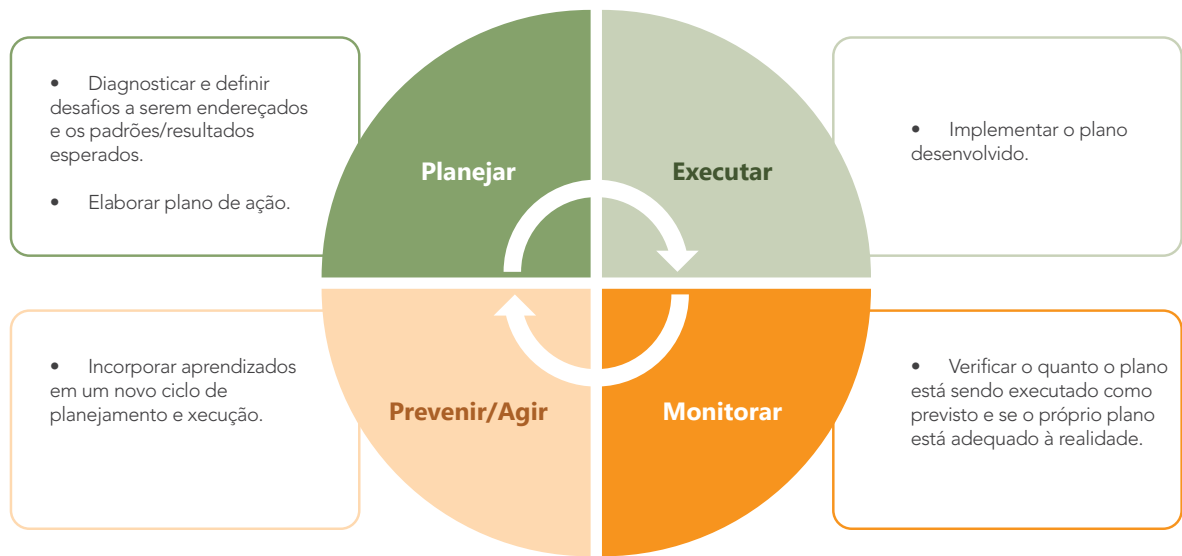 • Diagnosticar e definir
desafios a serem endereçados
e os padrões/resultados
esperados.
• Elaborar plano de ação.
Planejar
Executar
• Implementar o plano
desenvolvido.
• Incorporar aprendizados
em um novo ciclo de
planejamento e xecução.
Prevenir/Agir
Monitorar
• Verificar o quanto o plano
está sendo executado como
previsto e se o próprio plano
está adequado à realidade.